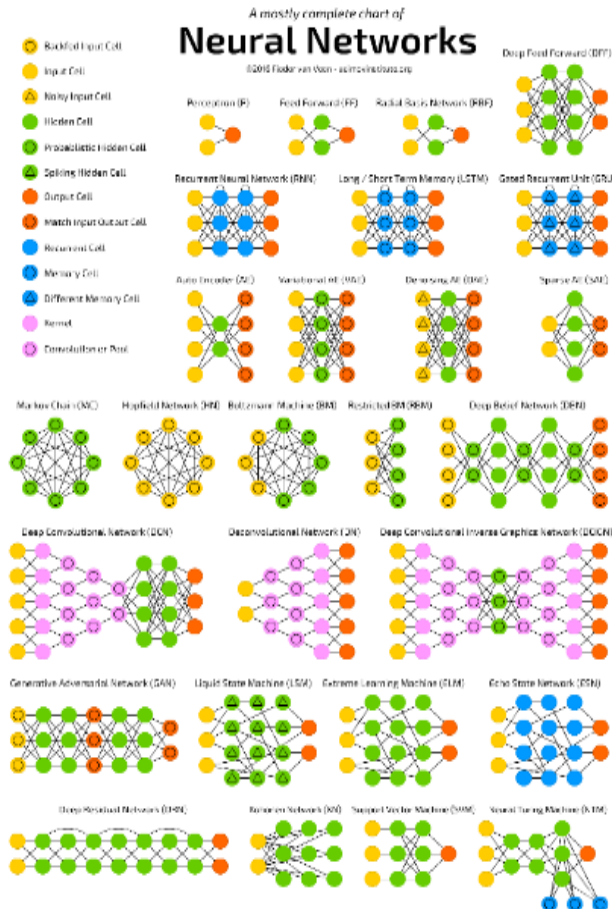 A mostly complete chart of
Neural Networks
©2016 Fjodor van Veen - asimovinstitute.org
Backfed Input Cell
Input Cell
Noisy Input Cell
Hidden Cell
Probablistic Hidden Cell
Spiking Hidden Cell
Output Cell
Match Input Output Cell
Recurrent Cell
Memory Cell
Different Memory Cell
Kernel
Convolution or Pool
Deep Feed Forward (DFF)
Perceptron (P)
Feed Forward (FF)
Radial Basis Network (RBF)
Recurrent Neural Network (RNN)
Long / Short Term Memory (LSTM)
Gated Recurrent Unit (GRU)
Auto Encoder (AE)
Variational AE (VAE)
Denoising AE (DAE)
Sparse AE (SAE)
Markov Chain (MC)
Hopfield Network (HN)
Boltzmann Machine (BM)
Restricted BM (RBM)
Deep Belief Network (DBN)
Deep Convolutional Network (DCN)
Deconvolutional Network (DN)
Deep Convolutional Inverse Graphics Network (DCIGN)
Generative Adversarial Network (GAN)
Liquid State Machine (LSM)
Extreme Learning Machine (ELM)
Echo State Network (ESN)
Deep Residual Network (DRN)
Kohonen Network (KN)
Support Vector Machine (SVM)
Neural Turing Machine (NTM)